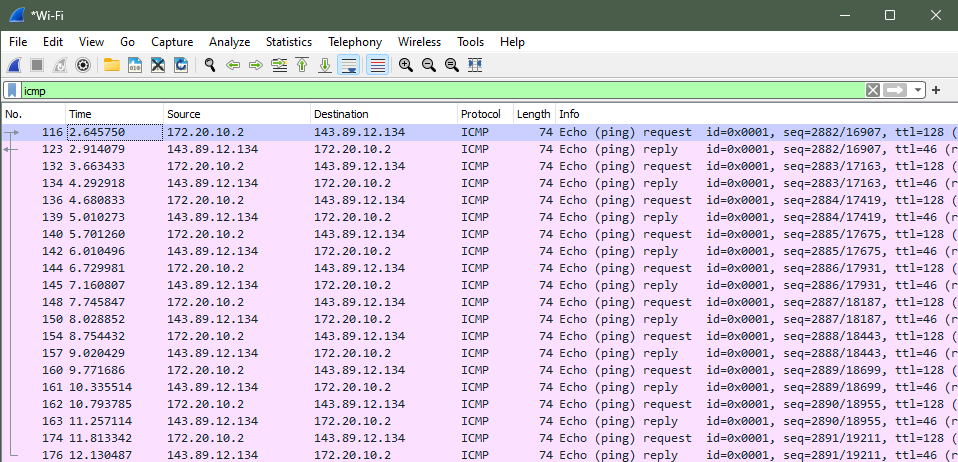 *Wi-Fi
File Edit View Go Capture Analyze Statistics Telephony Wireless Tools Help
icmp
No. Time Source Destination Protocol Length Info
116 2.645750 172.20.10.2 143.89.12.134 ICMP 74 Echo (ping) request id=0x0001, seq=2882/16907, ttl=128 (
123 2.914079 143.89.12.134 172.20.10.2 ICMP 74 Echo (ping) reply id=0x0001, seq=2882/16907, ttl=46 (r
132 3.663433 172.20.10.2 143.89.12.134 ICMP 74 Echo (ping) request id=0x0001, seq=2883/17163, ttl=128 (
134 4.292918 143.89.12.134 172.20.10.2 ICMP 74 Echo (ping) reply id=0x0001, seq=2883/17163, ttl=46 (r
136 4.680833 172.20.10.2 143.89.12.134 ICMP 74 Echo (ping) request id=0x0001, seq=2884/17419, ttl=128 (
139 5.010273 143.89.12.134 172.20.10.2 ICMP 74 Echo (ping) reply id=0x0001, seq=2884/17419, ttl=46 (r
140 5.701260 172.20.10.2 143.89.12.134 ICMP 74 Echo (ping) request id=0x0001, seq=2885/17675, ttl=128 (
142 6.010496 143.89.12.134 172.20.10.2 ICMP 74 Echo (ping) reply id=0x0001, seq=2885/17675, ttl=46 (r
144 6.729981 172.20.10.2 143.89.12.134 ICMP 74 Echo (ping) request id=0x0001, seq=2886/17931, ttl=128 (
145 7.160807 143.89.12.134 172.20.10.2 ICMP 74 Echo (ping) reply id=0x0001, seq=2886/17931, ttl=46 (r
148 7.745847 172.20.10.2 143.89.12.134 ICMP 74 Echo (ping) request id=0x0001, seq=2887/18187, ttl=128 (
150 8.028852 143.89.12.134 172.20.10.2 ICMP 74 Echo (ping) reply id=0x0001, seq=2887/18187, ttl=46 (r
154 8.754432 172.20.10.2 143.89.12.134 ICMP 74 Echo (ping) request id=0x0001, seq=2888/18443, ttl=128 (
157 9.020429 143.89.12.134 172.20.10.2 ICMP 74 Echo (ping) reply id=0x0001, seq=2888/18443, ttl=46 (r
160 9.771686 172.20.10.2 143.89.12.134 ICMP 74 Echo (ping) request id=0x0001, seq=2889/18699, ttl=128 (
161 10.335514 143.89.12.134 172.20.10.2 ICMP 74 Echo (ping) reply id=0x0001, seq=2889/18699, ttl=46 (r
162 10.793785 172.20.10.2 143.89.12.134 ICMP 74 Echo (ping) request id=0x0001, seq=2890/18955, ttl=128 (
163 11.257114 143.89.12.134 172.20.10.2 ICMP 74 Echo (ping) reply id=0x0001, seq=2890/18955, ttl=46 (r
174 11.813342 172.20.10.2 143.89.12.134 ICMP 74 Echo (ping) request id=0x0001, seq=2891/19211, ttl=128 (
176 12.130487 143.89.12.134 172.20.10.2 ICMP 74 Echo (ping) reply id=0x0001, seq=2891/19211, ttl=46 (r